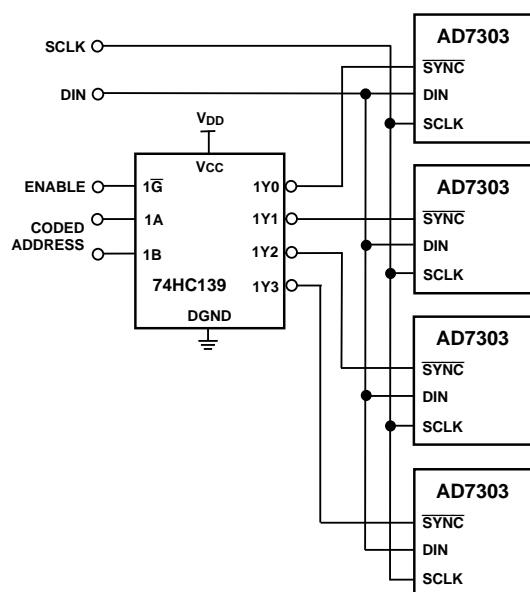 SCLK
DIN
VDD
VCC
ENABLE
1G
1Y0
CODED
ADDRESS
1A
1Y1
1B
1Y2
74HC139
1Y3
DGND
AD7303
SYNC
DIN
SCLK
AD7303
SYNC
DIN
SCLK
AD7303
SYNC
DIN
SCLK
AD7303
SYNC
DIN
SCLK